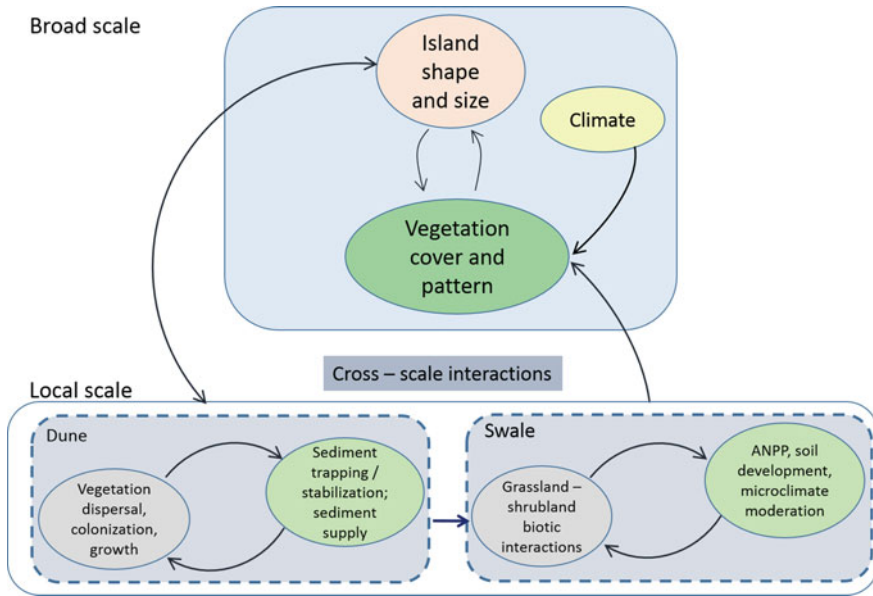 Broad scale
Island
shape
and size
Climate
Vegetation
cover and
pattern
Cross – scale interactions
Local scale
Dune
Vegetation
dispersal,
colonization,
growth
Sediment
trapping /
stabilization;
sediment
supply
Swale
Grassland –
shrubland
biotic
interactions
ANPP, soil
development,
microclimate
moderation